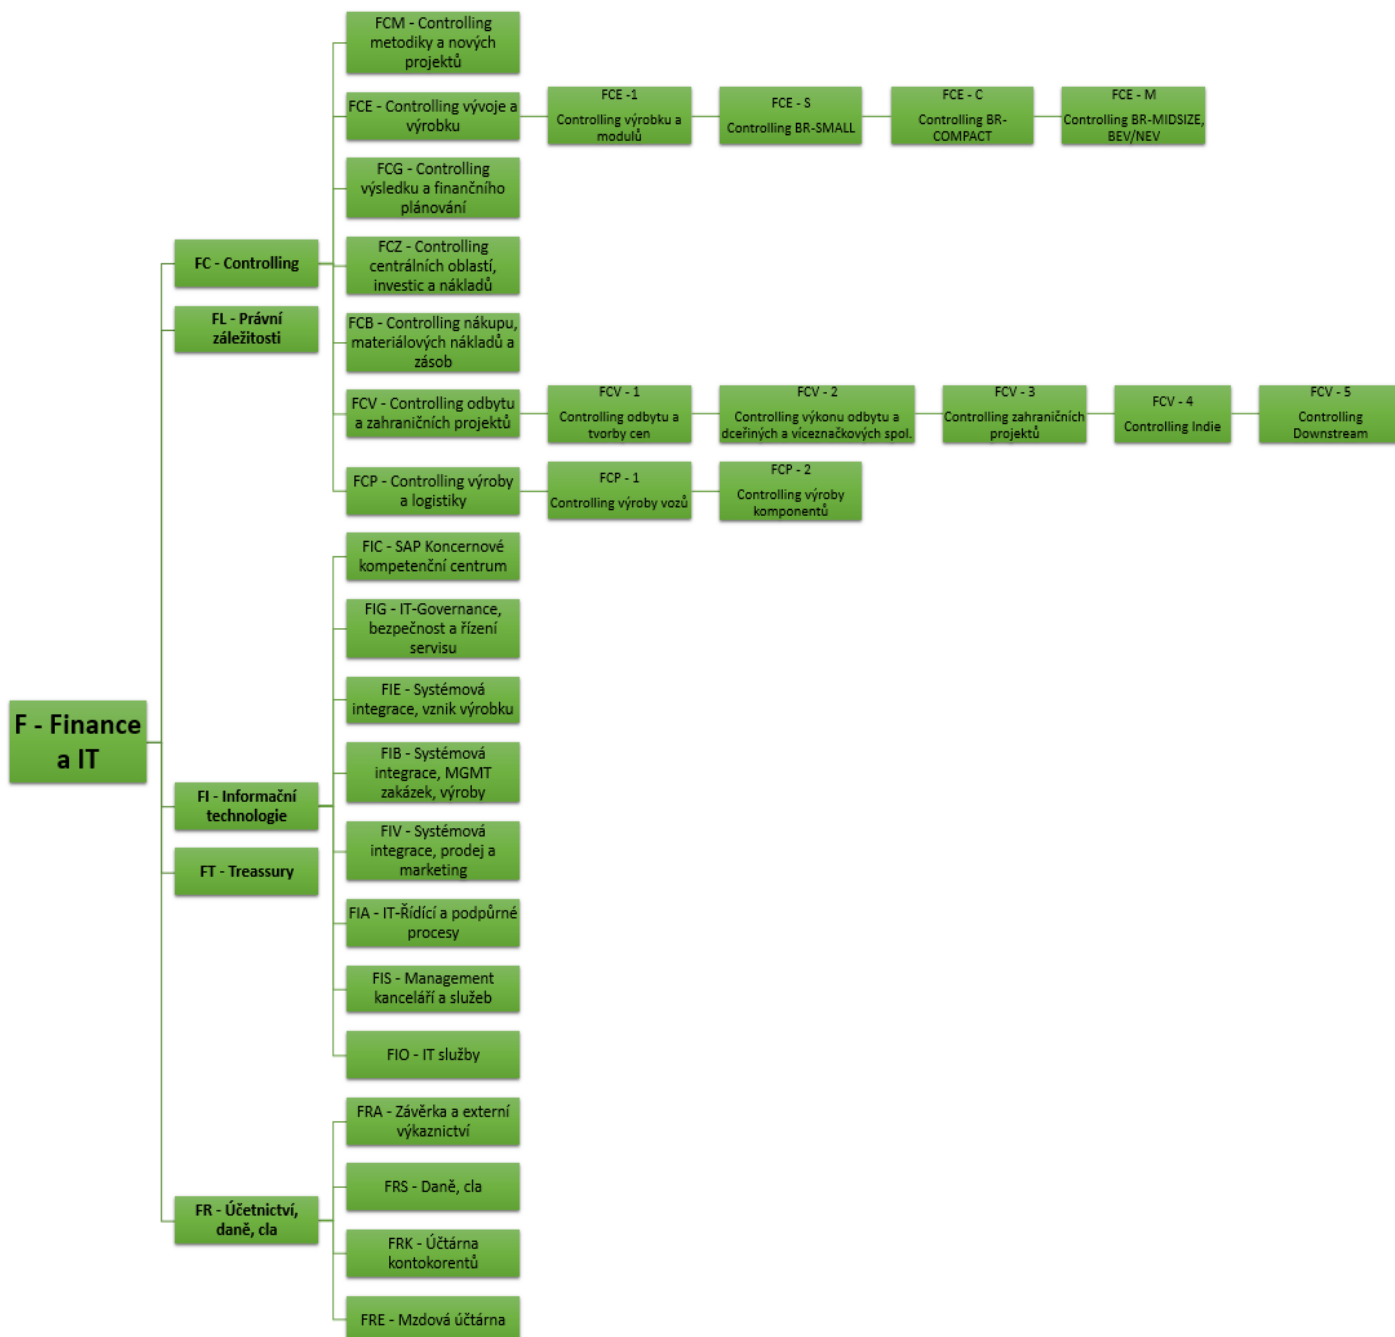 FCM - Controlling
metodiky a nových
projektů
FCE - Controlling vývoje a
výrobku
FCE -1
Controlling výrobku a
modulů
FCE - S
Controlling BR-SMALL
FCE - C
Controlling BR-
COMPACT
FCE - M
Controlling BR-MIDSIZE,
BEV/NEV
FCG - Controlling
výsledku a finančního
plánování
FC - Controlling
FCZ - Controlling
centrálních oblastí,
investic a nákladů
FL - Právní
záležitosti
FCB - Controlling nákupu,
materiálových nákladů a
zásob
FCV - Controlling odbytu
a zahraničních projektů
FCV - 1
Controlling odbytu a
tvorby cen
FCV - 2
Controlling výkonu odbytu a
dceřiných a víceznačkových spol.
FCV - 3
Controlling zahraničních
projektů
FCV - 4
Controlling Indie
FCV - 5
Controlling
Downstream
FCP - Controlling výroby
a logistiky
FCP - 1
Controlling výroby vozů
FCP - 2
Controlling výroby
komponentů
FIC - SAP Koncernové
kompetenční centrum
FIG - IT-Governance,
bezpečnost a řízení
servisu
FIE - Systémová
integrace, vznik výrobku
F - Finance
a IT
FIB - Systémová
integrace, MGMT
zakázek, výroby
FI - Informační
technologie
FIV - Systémová
integrace, prodej a
marketing
FT - Treassury
FIA - IT-Řídící a podpůrné
procesy
FIS - Management
kanceláří a služeb
FIO - IT služby
FRA - Závěrka a externí
výkaznictví
FRS - Daně, cla
FR - Účetnictví,
daně, cla
FRK - Účtárna
kontokorentů
FRE - Mzdová účtárna